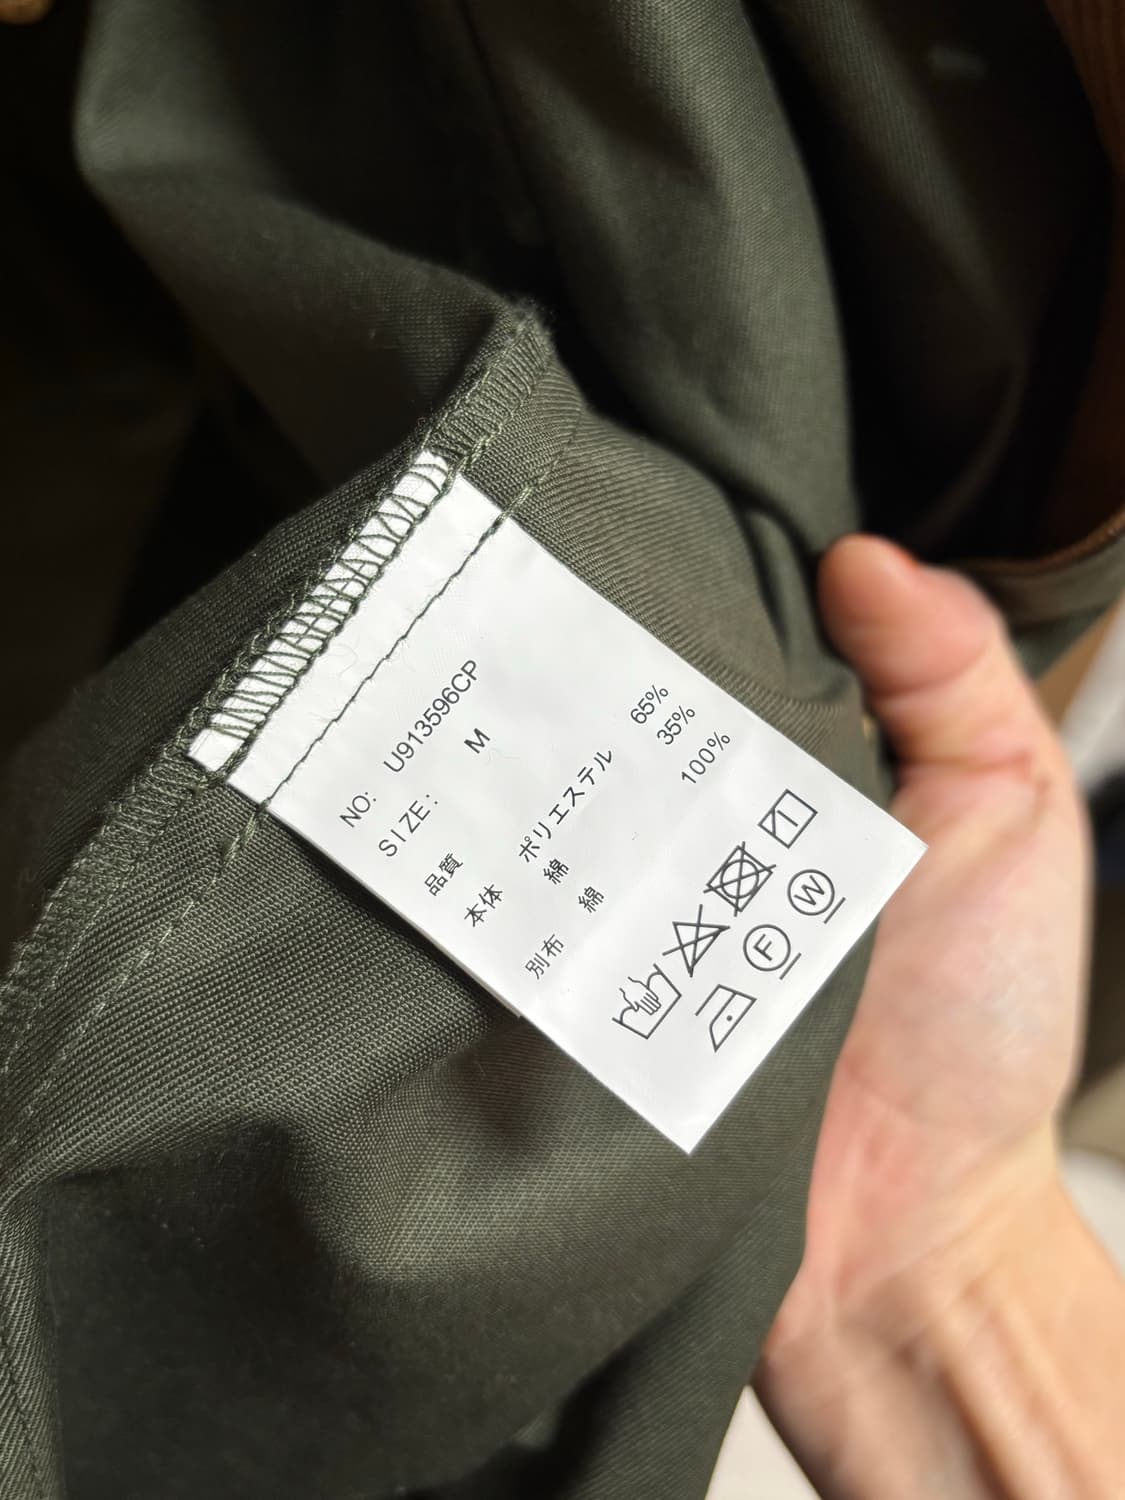 NO: U913596CP
SIZE: M
品質
本体 ポリエステル 65%
綿 35%
別布 綿 100%
F W